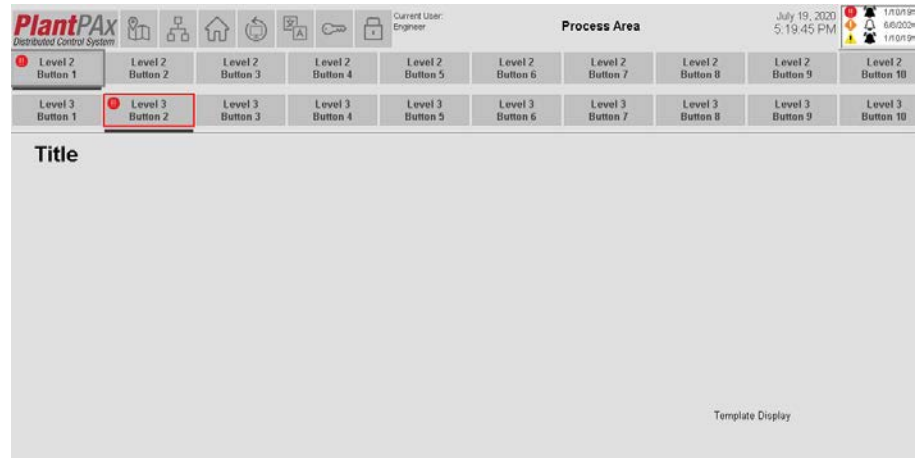 PlantPAx
Distributed Control System
Current User:
Engineer
Process Area
July 19, 2020
5:19:45 PM
Level 2 Button 1
Level 2 Button 2
Level 2 Button 3
Level 2 Button 4
Level 2 Button 5
Level 2 Button 6
Level 2 Button 7
Level 2 Button 8
Level 2 Button 9
Level 2 Button 10
Level 3 Button 1
Level 3 Button 2
Level 3 Button 3
Level 3 Button 4
Level 3 Button 5
Level 3 Button 6
Level 3 Button 7
Level 3 Button 8
Level 3 Button 9
Level 3 Button 10
Title
Template Display